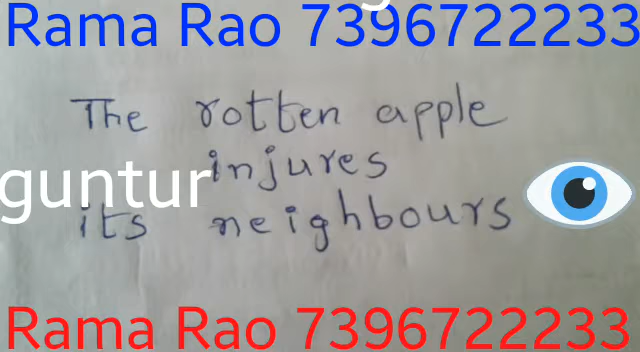 Rama Rao 7396722233
The rotten apple
injures
guntur
its neighbours
Rama Rao 7396722233